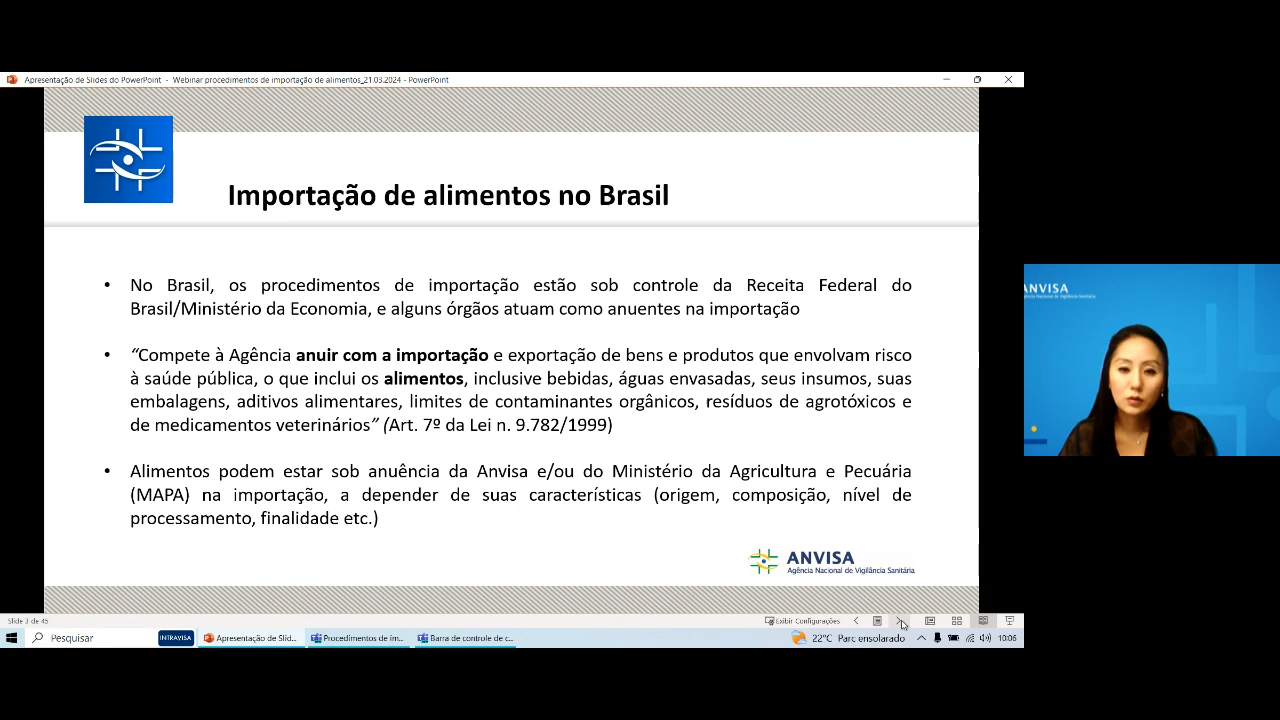 Apresentação de Slides do PowerPoint - Webinar procedimentos de importação de alimentos_21.03.2024 - PowerPoint
Importação de alimentos no Brasil
• No Brasil, os procedimentos de importação estão sob controle da Receita Federal do
Brasil/Ministério da Economia, e alguns órgãos atuam como anuentes na importação
• “Compete à Agência anuir com a importação e exportação de bens e produtos que envolvam risco
à saúde pública, o que inclui os alimentos, inclusive bebidas, águas envasadas, seus insumos, suas
embalagens, aditivos alimentares, limites de contaminantes orgânicos, resíduos de agrotóxicos e
de medicamentos veterinários” (Art. 7º da Lei n. 9.782/1999)
• Alimentos podem estar sob anuência da Anvisa e/ou do Ministério da Agricultura e Pecuária
(MAPA) na importação, a depender de suas características (origem, composição, nível de
processamento, finalidade etc.)
ANVISA
Agência Nacional de Vigilância Sanitária
ANVISA
Agência Nacional de Vigilância Sanitária
Slide 3 de 45
Exibir Configurações
Pesquisar
INTRAVISA
Apresentação de Slid...
Procedimentos de im...
Barra de controle de c...
22°C Parc ensolarado
10:06